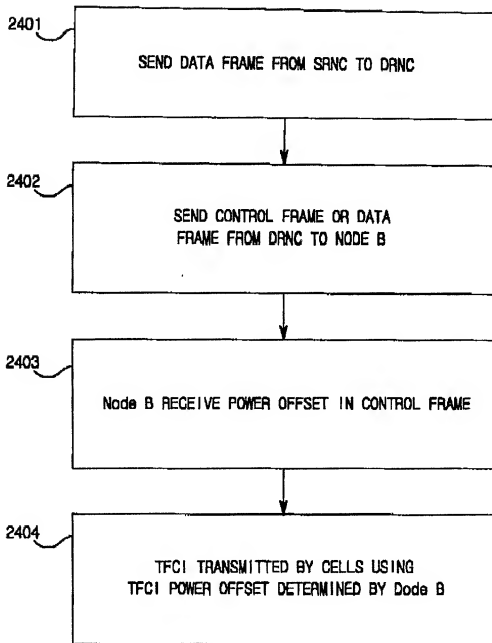 2401
SEND DATA FRAME FROM SRNC TO DRNC
2402
SEND CONTROL FRAME OR DATA
FRAME FROM DRNC TO NODE B
2403
Node B RECEIVE POWER OFFSET IN CONTROL FRAME
2404
TFCI TRANSMITTED BY CELLS USING
TFCI POWER OFFSET DETERMINED BY Dode B